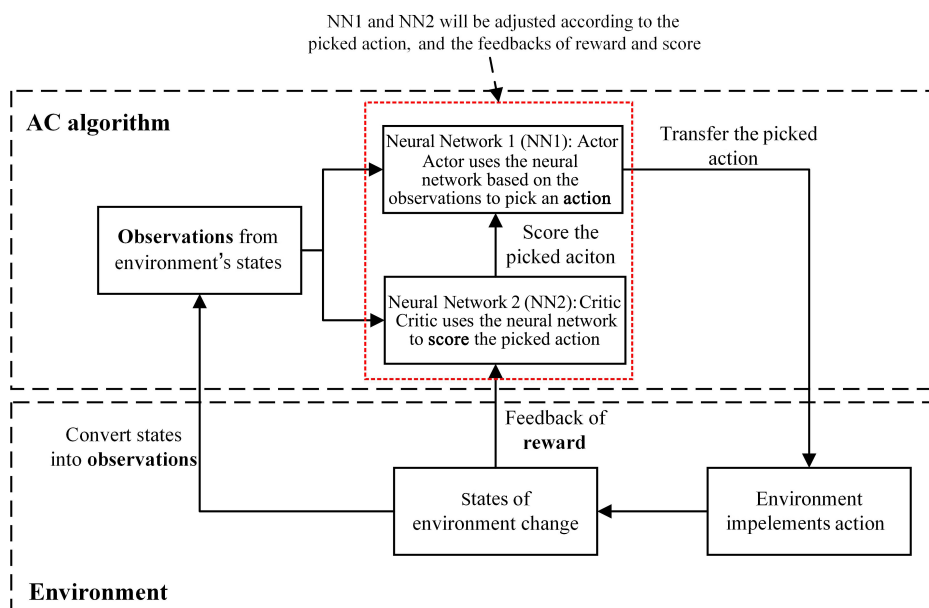 NN1 and NN2 will be adjusted according to the
picked action, and the feedbacks of reward and score
AC algorithm
Neural Network 1 (NN1): Actor
Actor uses the neural
network based on the
observations to pick an action
Transfer the picked
action
Observations from
environment's states
Score the
picked aciton
Neural Network 2 (NN2): Critic
Critic uses the neural network
to score the picked action
Convert states
into observations
Feedback of
reward
States of
environment change
Environment
impelements action
Environment